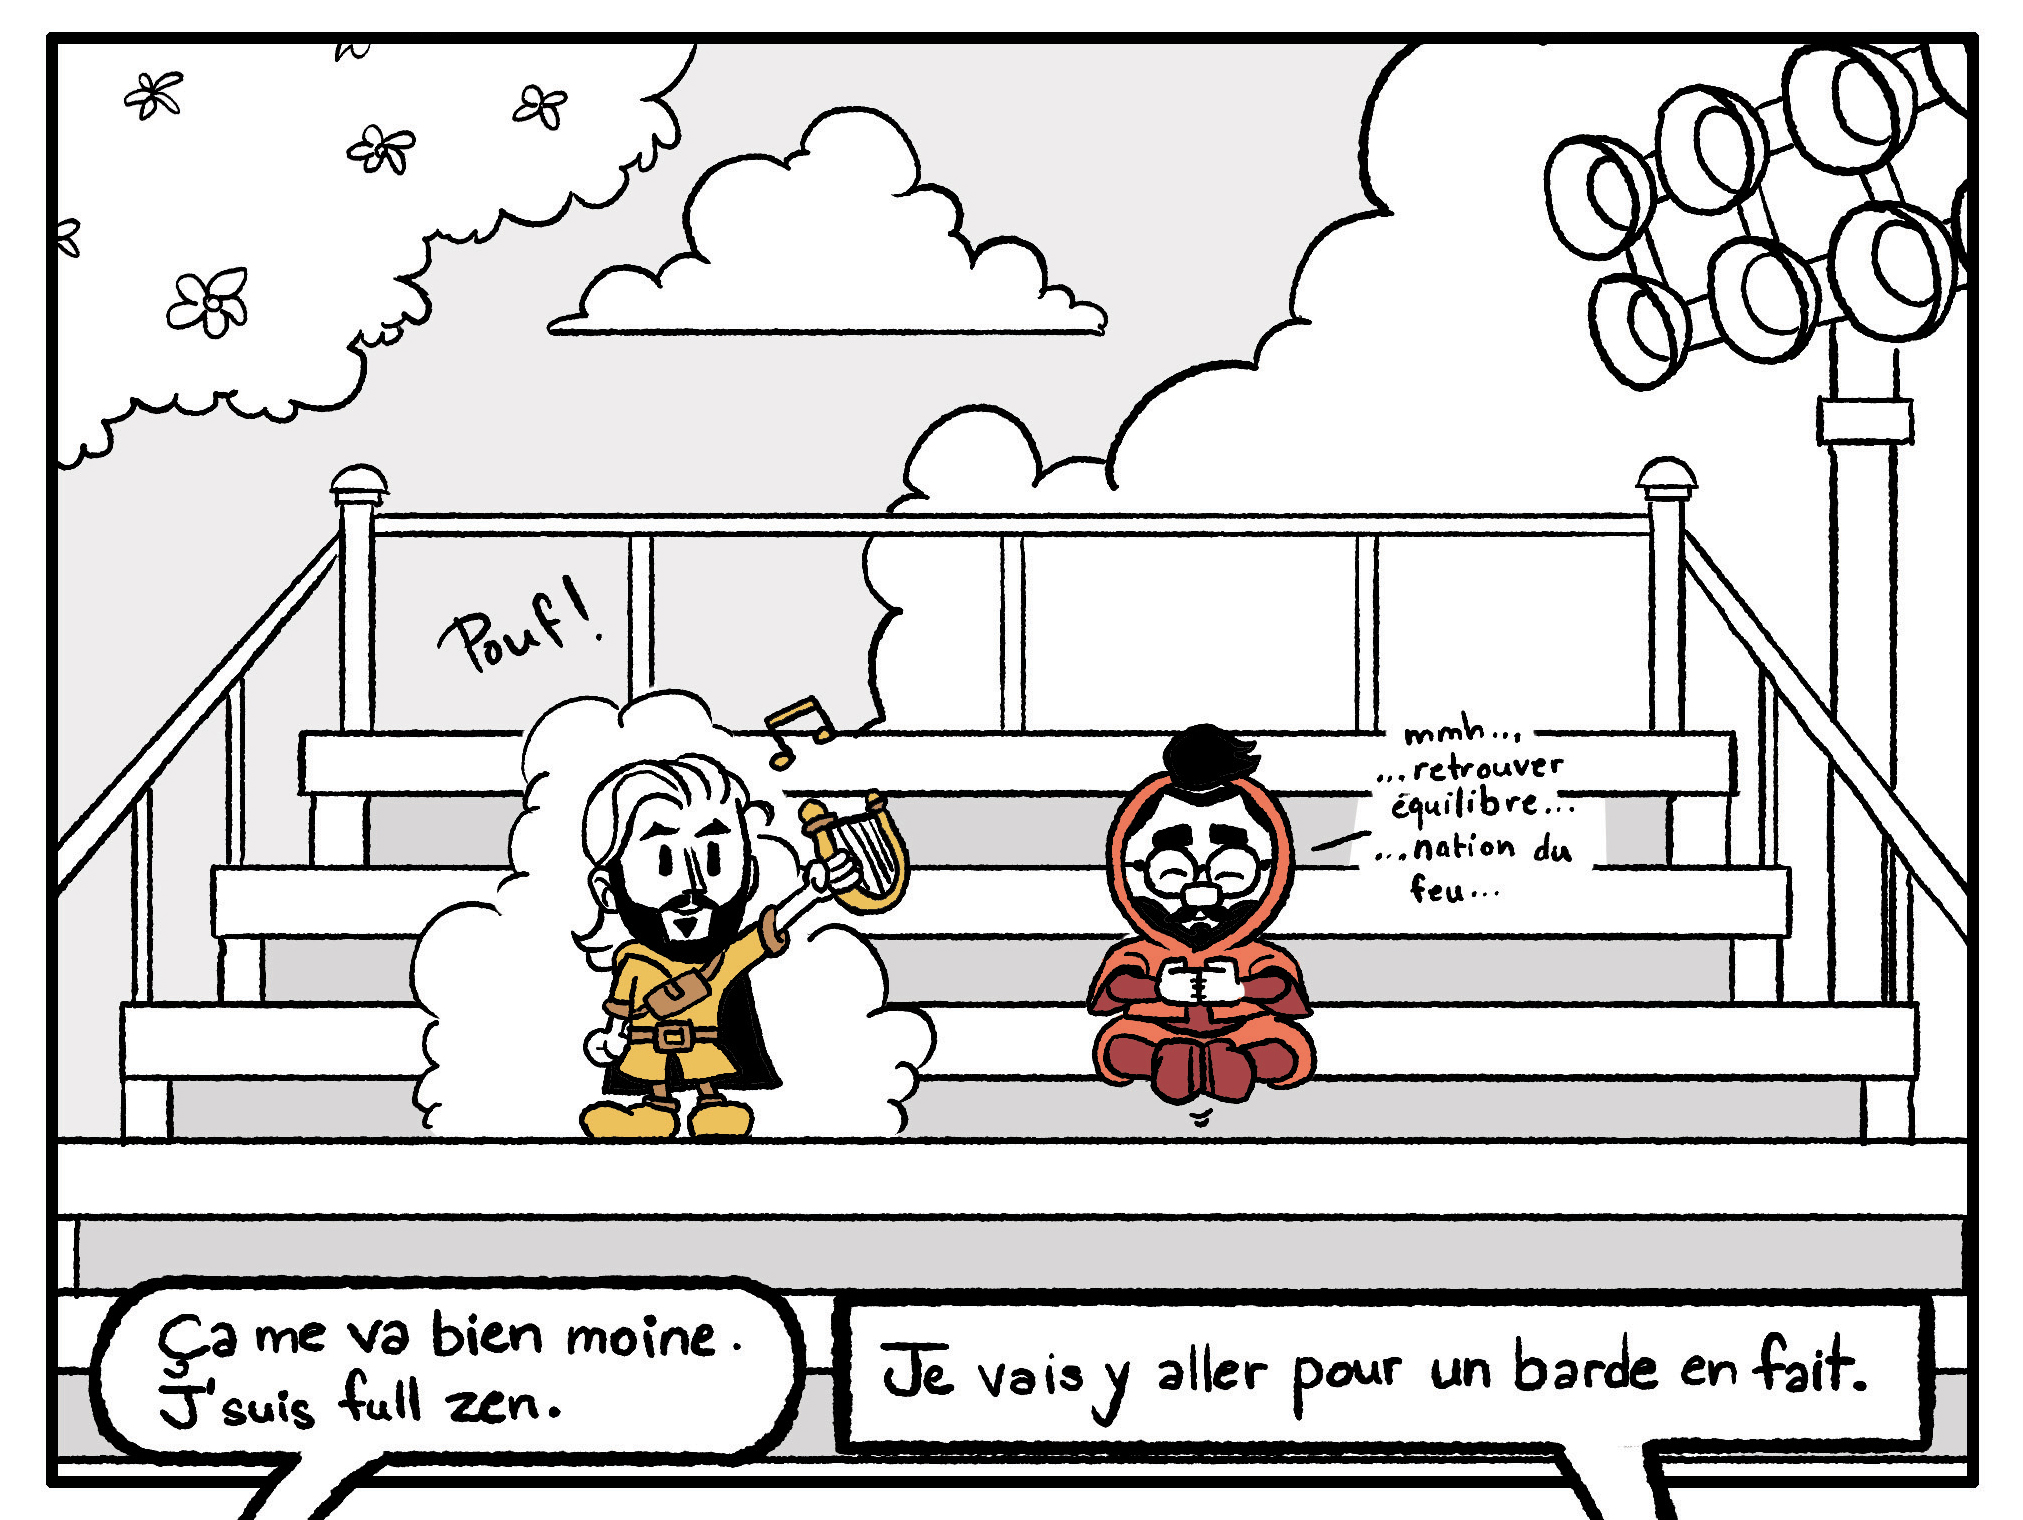 Pouf!
mmh...
...retrouver
équilibre...
...nation du
feu...
Ça me va bien moine.
J'suis full zen.
Je vais y aller pour un barde en fait.